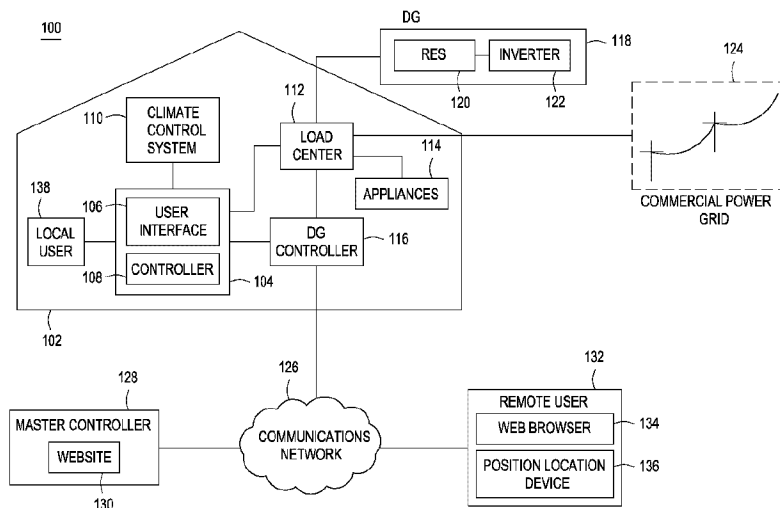 100
DG
118
RES
INVERTER
120
122
124
COMMERCIAL POWER
GRID
110
CLIMATE
CONTROL
SYSTEM
112
LOAD
CENTER
114
APPLIANCES
138
LOCAL
USER
106
USER
INTERFACE
108
CONTROLLER
104
DG
CONTROLLER
116
102
126
COMMUNICATIONS
NETWORK
128
MASTER CONTROLLER
WEBSITE
130
132
REMOTE USER
WEB BROWSER
134
POSITION LOCATION
DEVICE
136